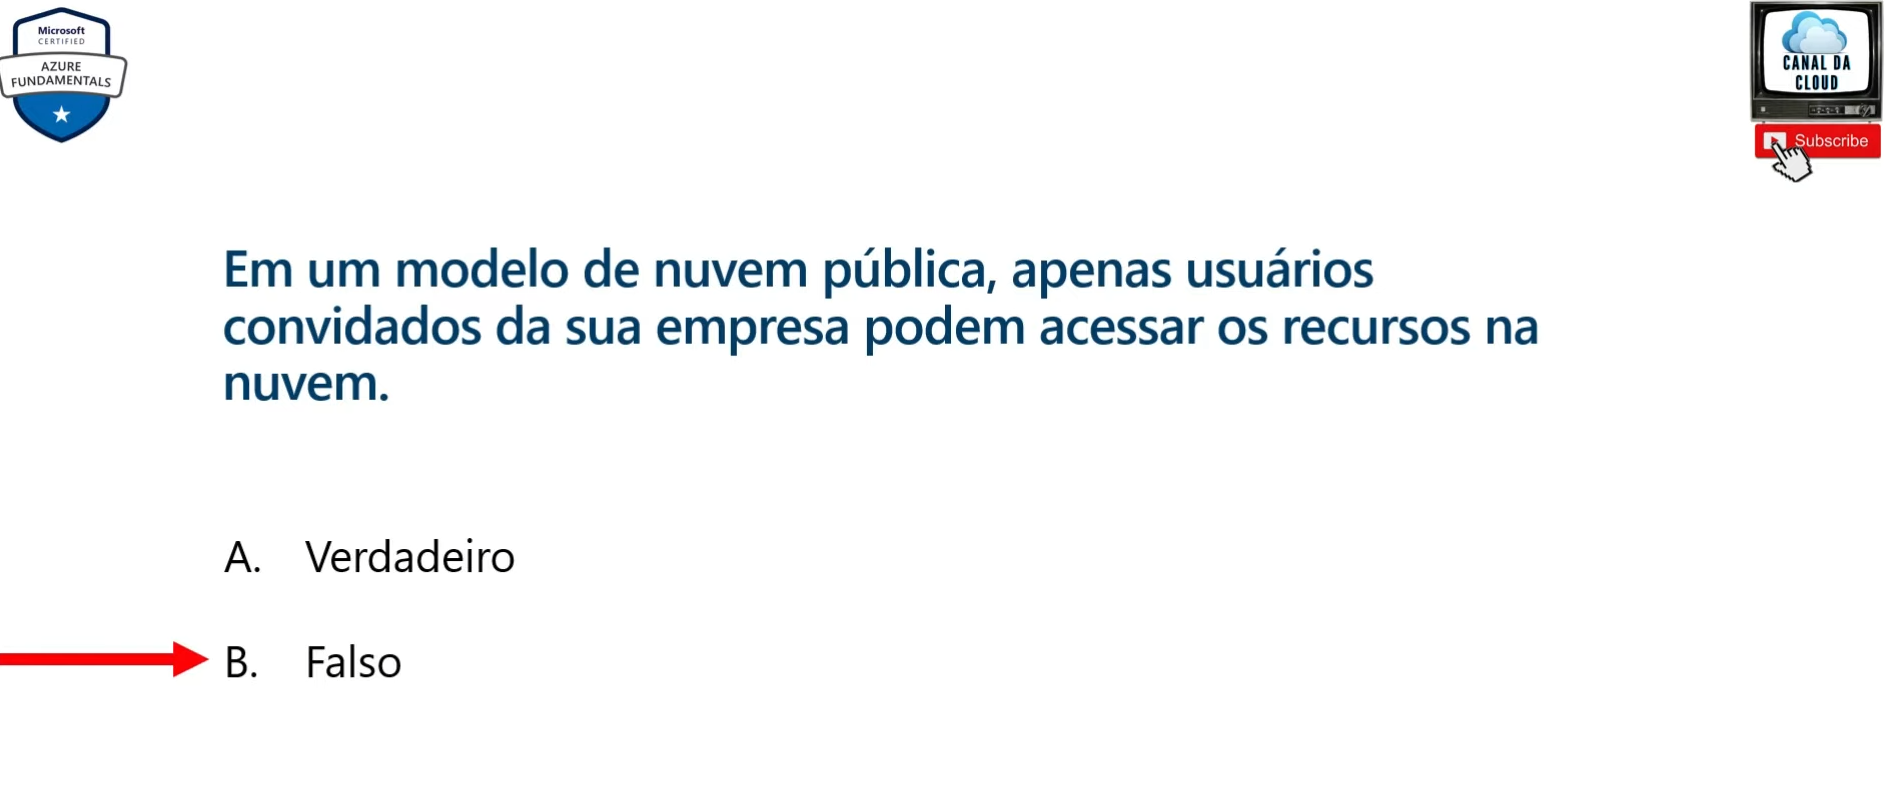 Microsoft
CERTIFIED
AZURE
FUNDAMENTALS
CANAL DA
CLOUD
Subscribe
Em um modelo de nuvem pública, apenas usuários
convidados da sua empresa podem acessar os recursos na
nuvem.
A. Verdadeiro
B. Falso